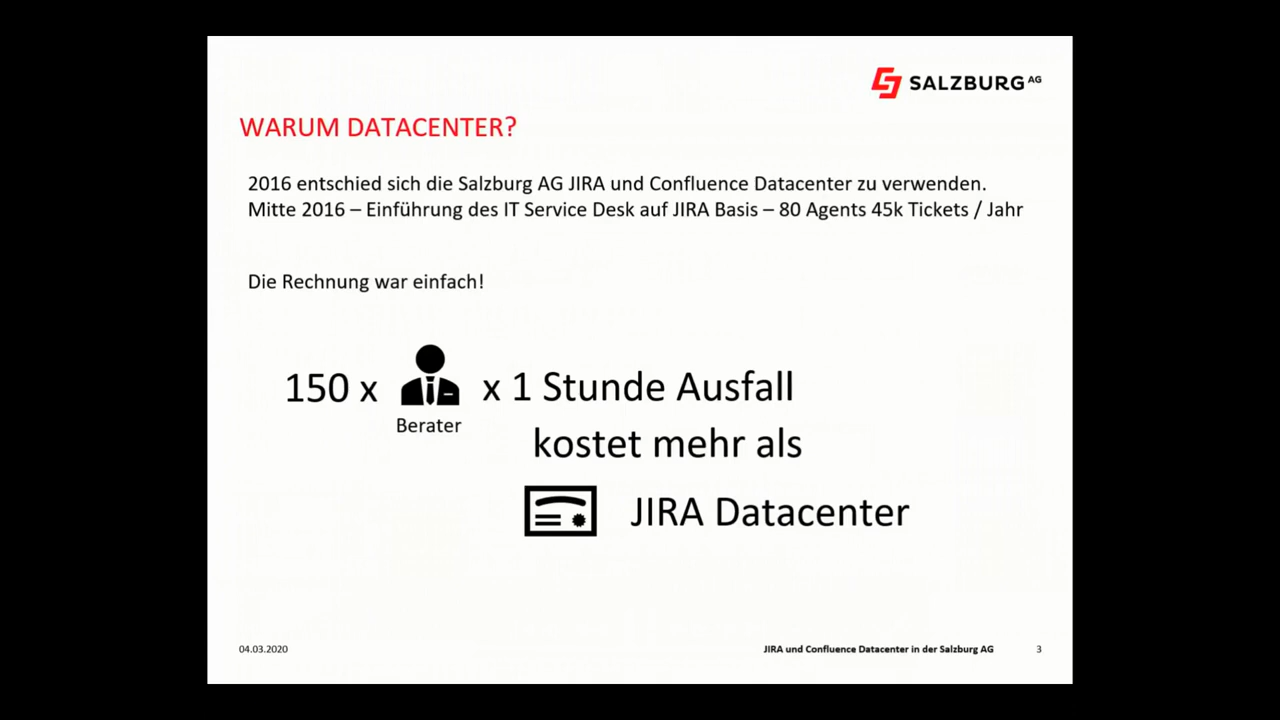 SALZBURG AG
WARUM DATACENTER?
2016 entschied sich die Salzburg AG JIRA und Confluence Datacenter zu verwenden.
Mitte 2016 – Einführung des IT Service Desk auf JIRA Basis – 80 Agents 45k Tickets / Jahr
Die Rechnung war einfach!
150 x x 1 Stunde Ausfall
Berater
kostet mehr als
JIRA Datacenter
04.03.2020 JIRA und Confluence Datacenter in der Salzburg AG 3